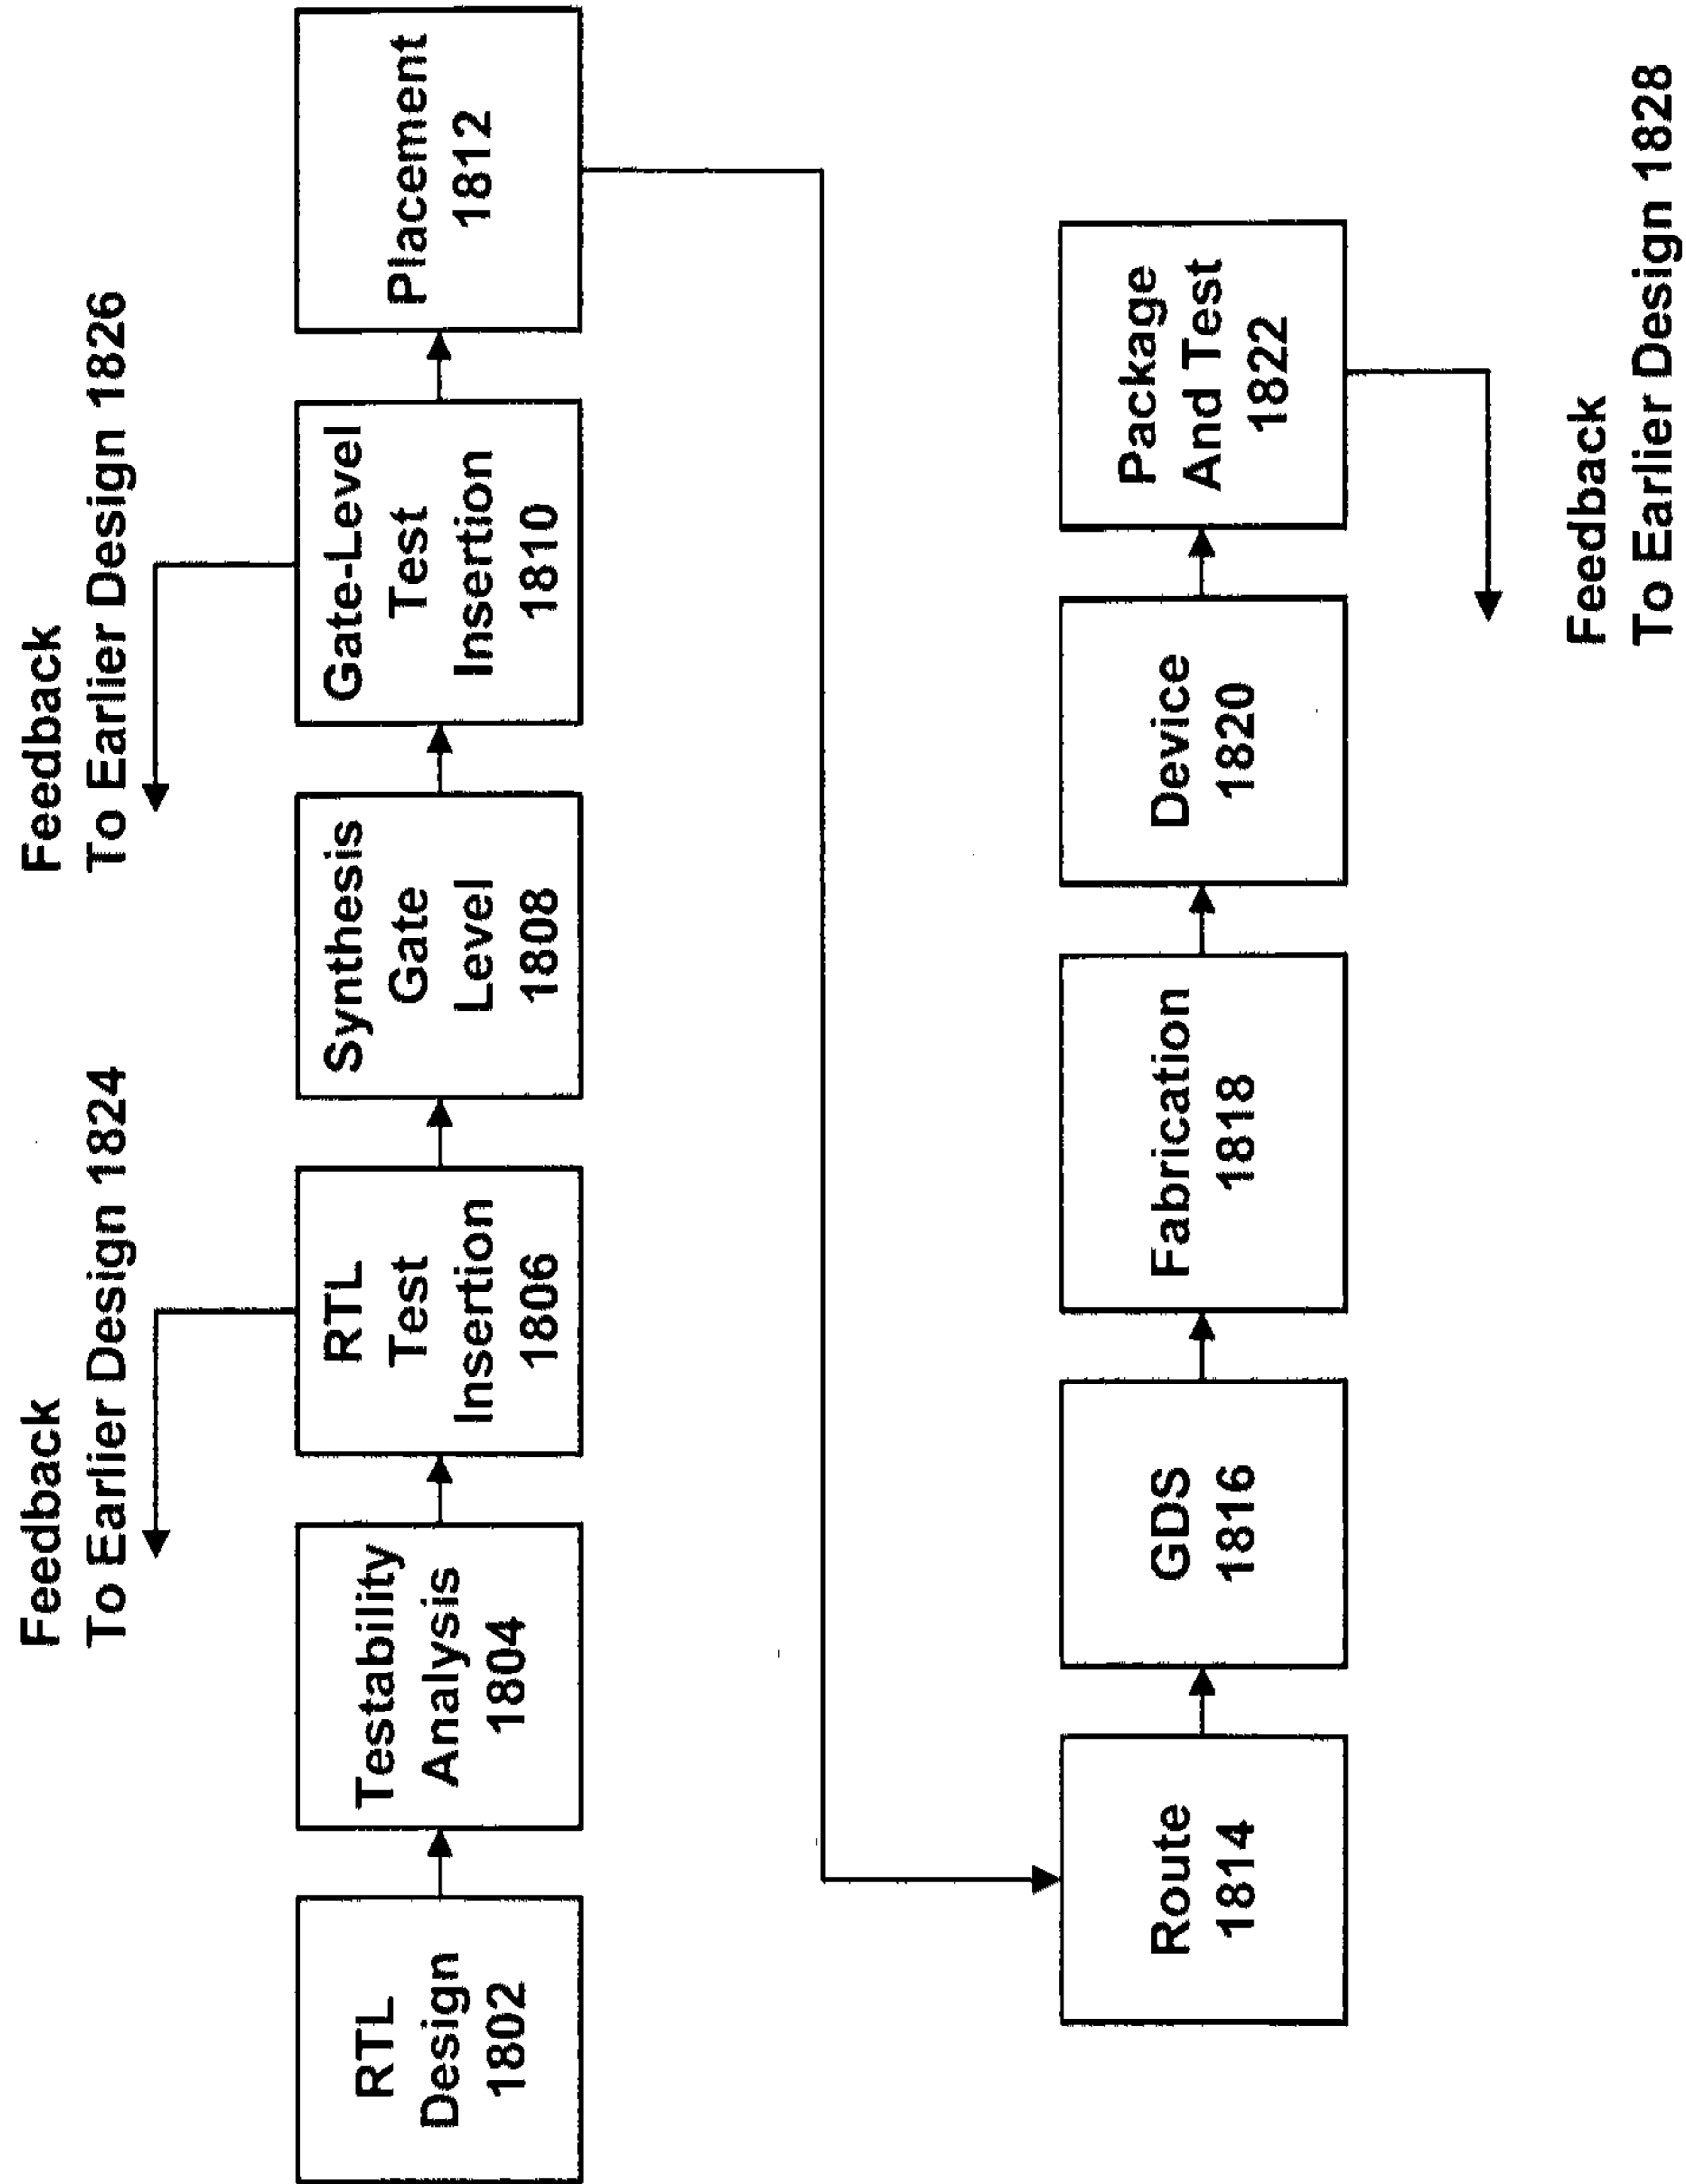 Feedback
To Earlier Design 1824
Feedback
To Earlier Design 1826
RTL
Design
1802
Testability
Analysis
1804
RTL
Test
Insertion
1806
Synthesis
Gate
Level
1808
Gate-Level
Test
Insertion
1810
Placement
1812
Route
1814
GDS
1816
Fabrication
1818
Device
1820
Package
And Test
1822
Feedback
To Earlier Design 1828